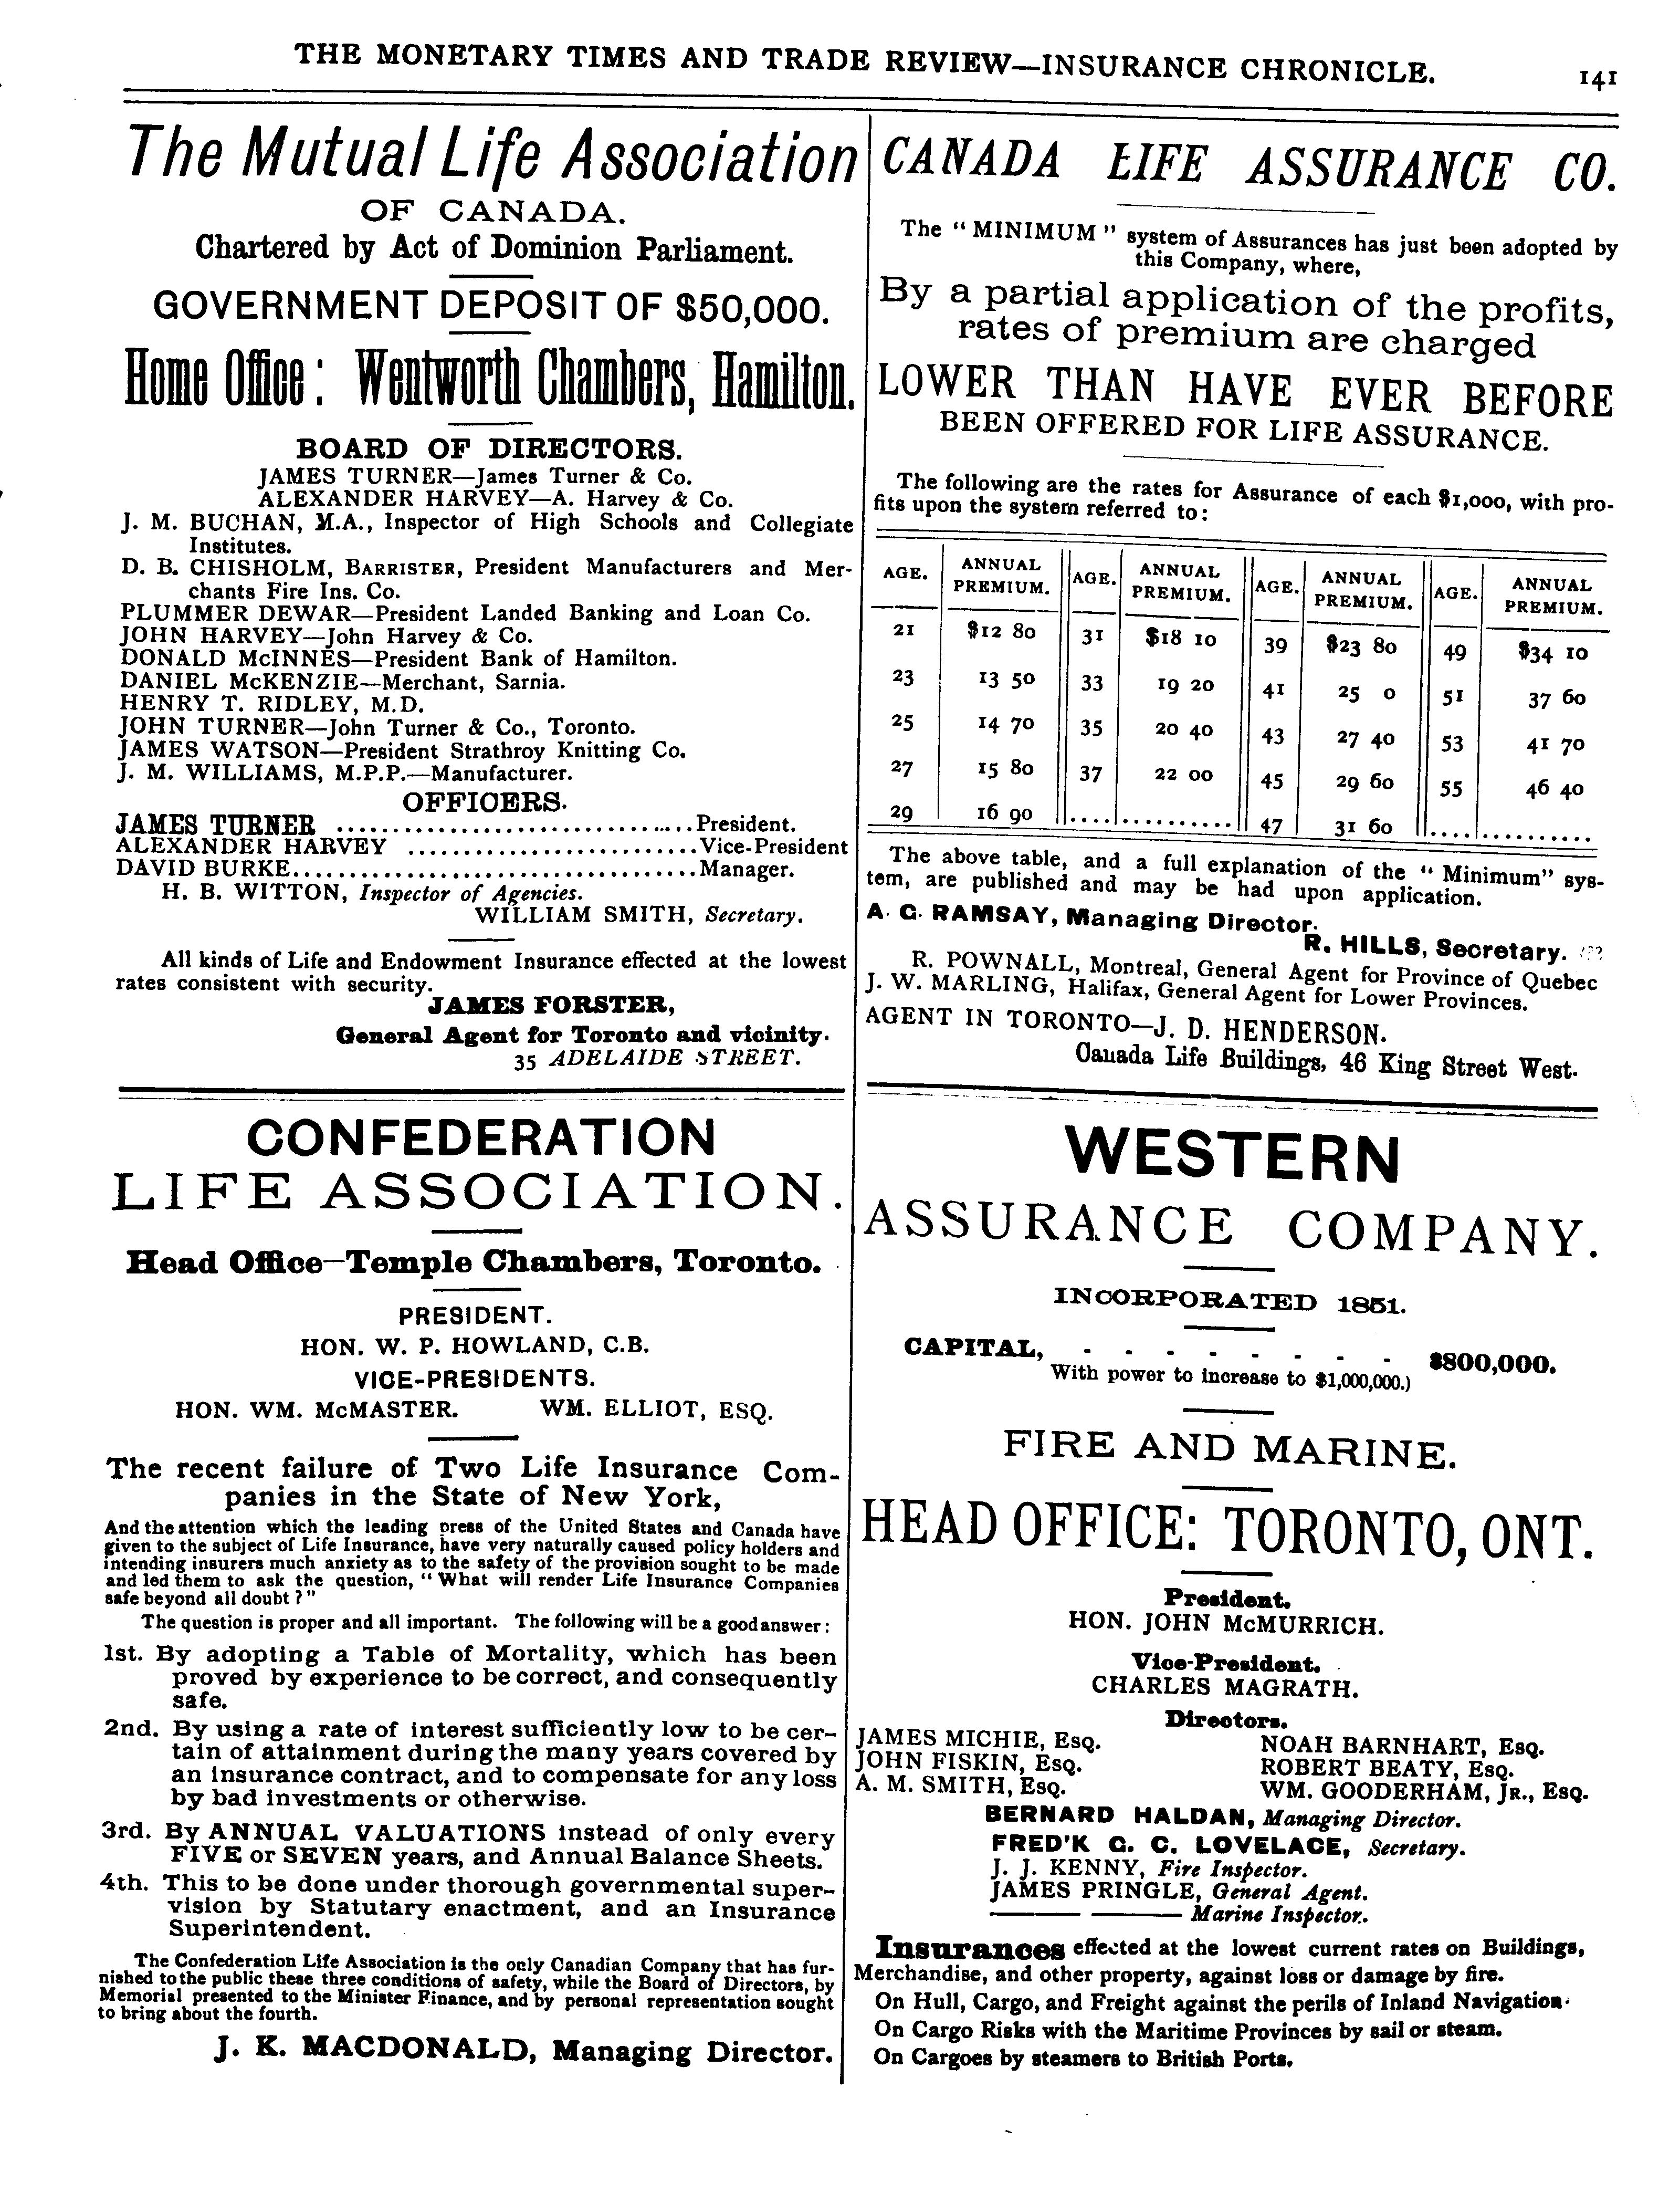 THE MONETARY TIMES AND TRADE REVIEW—INSURANCE CHRONICLE. 141
The Mutual Life Association
OF CANADA.
Chartered by Act of Dominion Parliament.
GOVERNMENT DEPOSIT OF $50,000.
Home Office: Wentworth Chambers, Hamilton.
BOARD OF DIRECTORS.
JAMES TURNER—James Turner & Co.
ALEXANDER HARVEY—A. Harvey & Co.
J. M. BUCHAN, M.A., Inspector of High Schools and Collegiate
Institutes.
D. B. CHISHOLM, BARRISTER, President Manufacturers and Mer-
chants Fire Ins. Co.
PLUMMER DEWAR—President Landed Banking and Loan Co.
JOHN HARVEY—John Harvey & Co.
DONALD McINNES—President Bank of Hamilton.
DANIEL McKENZIE—Merchant, Sarnia.
HENRY T. RIDLEY, M.D.
JOHN TURNER—John Turner & Co., Toronto.
JAMES WATSON—President Strathroy Knitting Co.
J. M. WILLIAMS, M.P.P.—Manufacturer.
OFFICERS.
JAMES TURNER ................................ President.
ALEXANDER HARVEY .......................... Vice-President
DAVID BURKE.................................... Manager.
H. B. WITTON, Inspector of Agencies.
WILLIAM SMITH, Secretary.
All kinds of Life and Endowment Insurance effected at the lowest
rates consistent with security.
JAMES FORSTER,
General Agent for Toronto and vicinity.
35 ADELAIDE STREET.
CONFEDERATION
LIFE ASSOCIATION.
Head Office—Temple Chambers, Toronto.
PRESIDENT.
HON. W. P. HOWLAND, C.B.
VICE-PRESIDENTS.
HON. WM. McMASTER. WM. ELLIOT, ESQ.
The recent failure of Two Life Insurance Com-
panies in the State of New York,
And the attention which the leading press of the United States and Canada have
given to the subject of Life Insurance, have very naturally caused policy holders and
intending insurers much anxiety as to the safety of the provision sought to be made
and led them to ask the question, "What will render Life Insurance Companies
safe beyond all doubt?"
The question is proper and all important. The following will be a good answer:
1st. By adopting a Table of Mortality, which has been
proved by experience to be correct, and consequently
safe.
2nd. By using a rate of interest sufficiently low to be cer-
tain of attainment during the many years covered by
an insurance contract, and to compensate for any loss
by bad investments or otherwise.
3rd. By ANNUAL VALUATIONS instead of only every
FIVE or SEVEN years, and Annual Balance Sheets.
4th. This to be done under thorough governmental super-
vision by Statutary enactment, and an Insurance
Superintendent.
The Confederation Life Association is the only Canadian Company that has fur-
nished to the public these three conditions of safety, while the Board of Directors, by
Memorial presented to the Minister Finance, and by personal representation sought
to bring about the fourth.
J. K. MACDONALD, Managing Director.
CANADA LIFE ASSURANCE CO.
The "MINIMUM" system of Assurances has just been adopted by
this Company, where,
By a partial application of the profits,
rates of premium are charged
LOWER THAN HAVE EVER BEFORE
BEEN OFFERED FOR LIFE ASSURANCE.
The following are the rates for Assurance of each $1,000, with pro-
fits upon the system referred to:
AGE. ANNUAL PREMIUM. AGE. ANNUAL PREMIUM. AGE. ANNUAL PREMIUM. AGE. ANNUAL PREMIUM.
21 $12 80 31 $18 10 39 $23 80 49 $34 10
23 13 50 33 19 20 41 25 0 51 37 60
25 14 70 35 20 40 43 27 40 53 41 70
27 15 80 37 22 00 45 29 60 55 46 40
29 16 90 .... .......... 47 31 60 .... ..........
The above table, and a full explanation of the "Minimum" sys-
tem, are published and may be had upon application.
A. G. RAMSAY, Managing Director.
R. HILLS, Secretary.
R. POWNALL, Montreal, General Agent for Province of Quebec
J. W. MARLING, Halifax, General Agent for Lower Provinces.
AGENT IN TORONTO—J. D. HENDERSON.
Canada Life Buildings, 46 King Street West.
WESTERN
ASSURANCE COMPANY.
INCORPORATED 1851.
CAPITAL, - - - - - - - - $800,000.
With power to increase to $1,000,000.)
FIRE AND MARINE.
HEAD OFFICE: TORONTO, ONT.
President.
HON. JOHN McMURRICH.
Vice-President.
CHARLES MAGRATH.
Directors.
JAMES MICHIE, Esq. NOAH BARNHART, Esq.
JOHN FISKIN, Esq. ROBERT BEATY, Esq.
A. M. SMITH, Esq. WM. GOODERHAM, Jr., Esq.
BERNARD HALDAN, Managing Director.
FRED'K G. C. LOVELACE, Secretary.
J. J. KENNY, Fire Inspector.
JAMES PRINGLE, General Agent.
——— ——— Marine Inspector.
Insurances effected at the lowest current rates on Buildings,
Merchandise, and other property, against loss or damage by fire.
On Hull, Cargo, and Freight against the perils of Inland Navigation.
On Cargo Risks with the Maritime Provinces by sail or steam.
On Cargoes by steamers to British Ports.